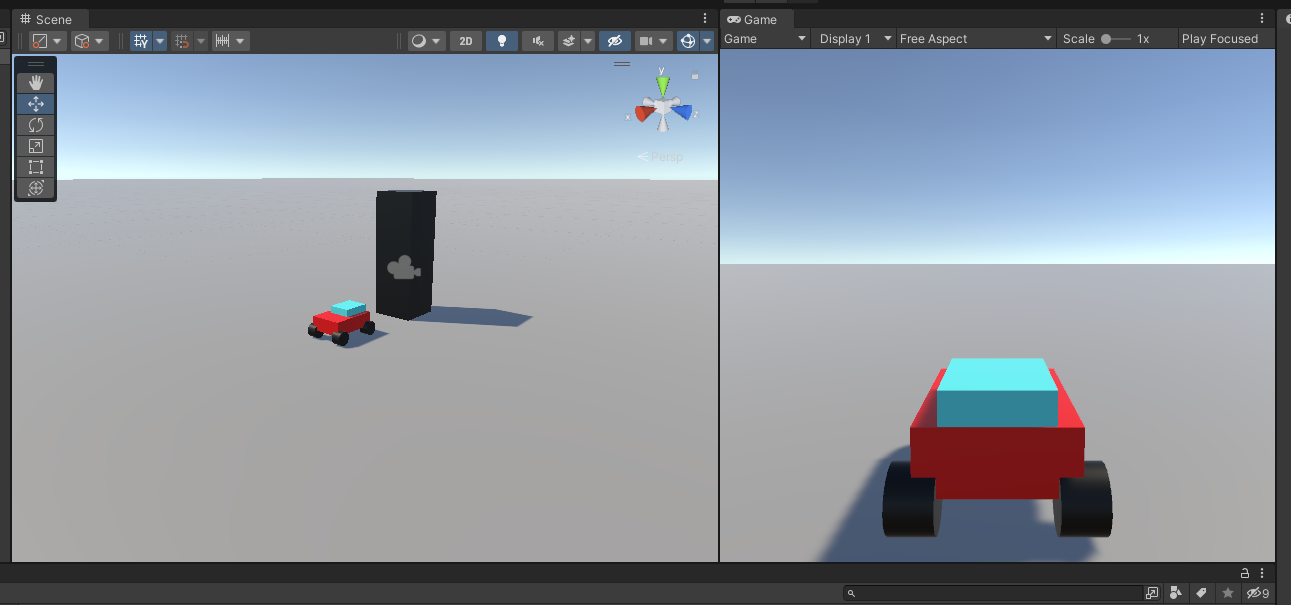 Scene
Game
2D
Game
Display 1
Free Aspect
Scale
1x
Play Focused
y
x
z
Persp
9